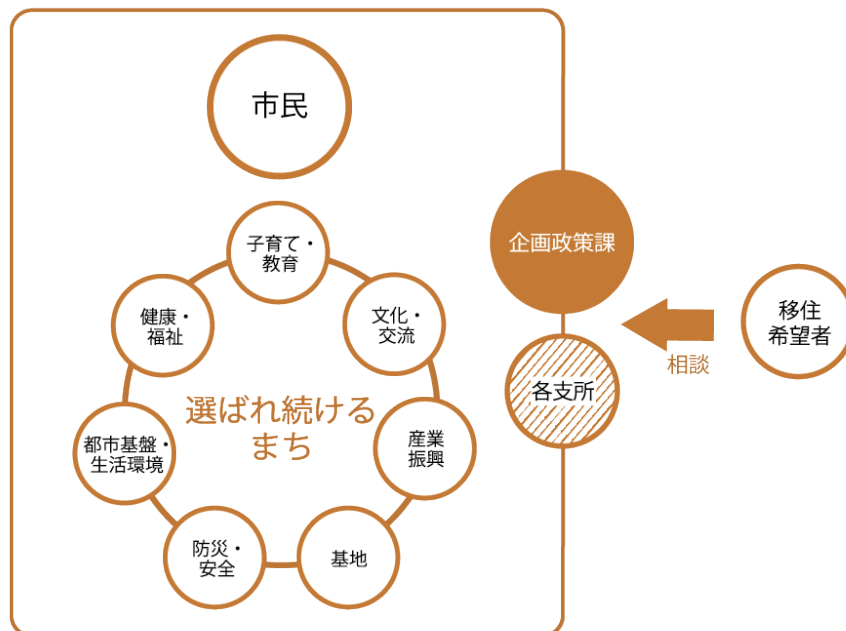 市民
子育て・
教育
健康・
福祉
文化・
交流
選ばれ続ける
まち
都市基盤・
生活環境
産業
振興
防災・
安全
基地
企画政策課
各支所
相談
移住
希望者